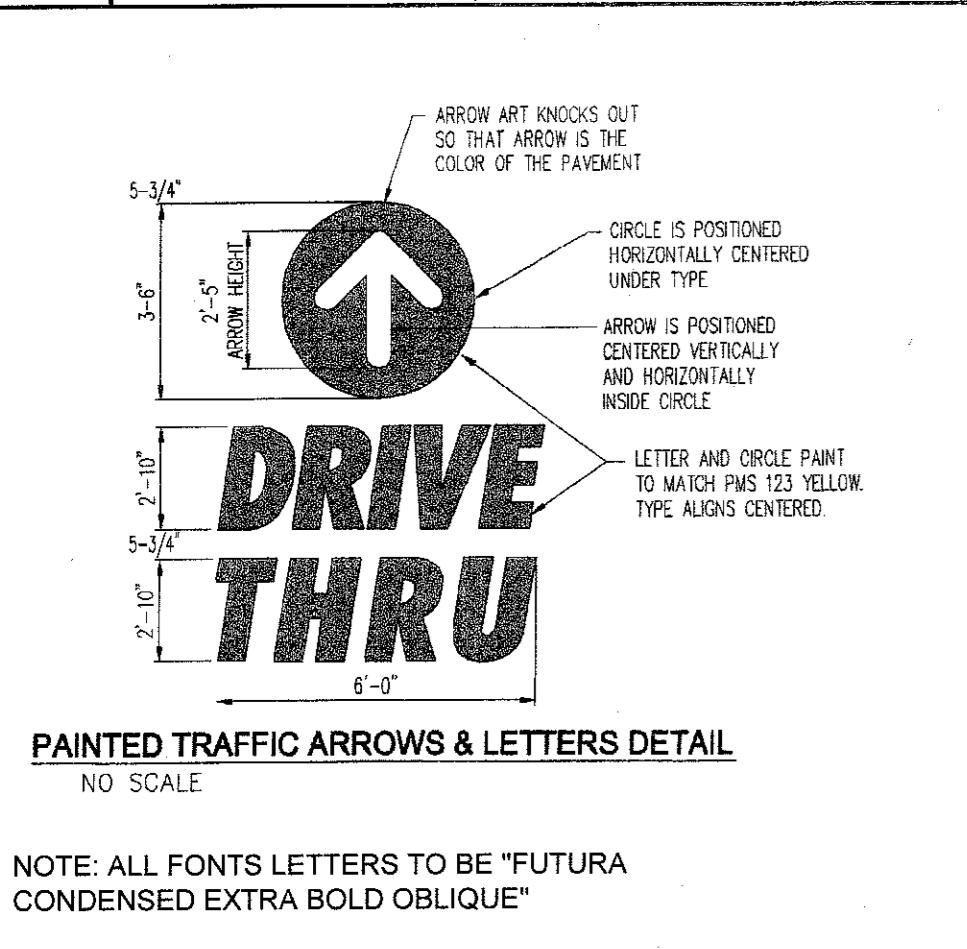 ARROW ART KNOCKS OUT
SO THAT ARROW IS THE
COLOR OF THE PAVEMENT
5-3/4"
3-6"
2'-5"
ARROW HEIGHT
CIRCLE IS POSITIONED
HORIZONTALLY CENTERED
UNDER TYPE
ARROW IS POSITIONED
CENTERED VERTICALLY
AND HORIZONTALLY
INSIDE CIRCLE
2'-10"
DRIVE
LETTER AND CIRCLE PAINT
TO MATCH PMS 123 YELLOW.
TYPE ALIGNS CENTERED.
5-3/4"
2'-10"
THRU
6'-0"
PAINTED TRAFFIC ARROWS & LETTERS DETAIL
NO SCALE
NOTE: ALL FONTS LETTERS TO BE "FUTURA
CONDENSED EXTRA BOLD OBLIQUE"